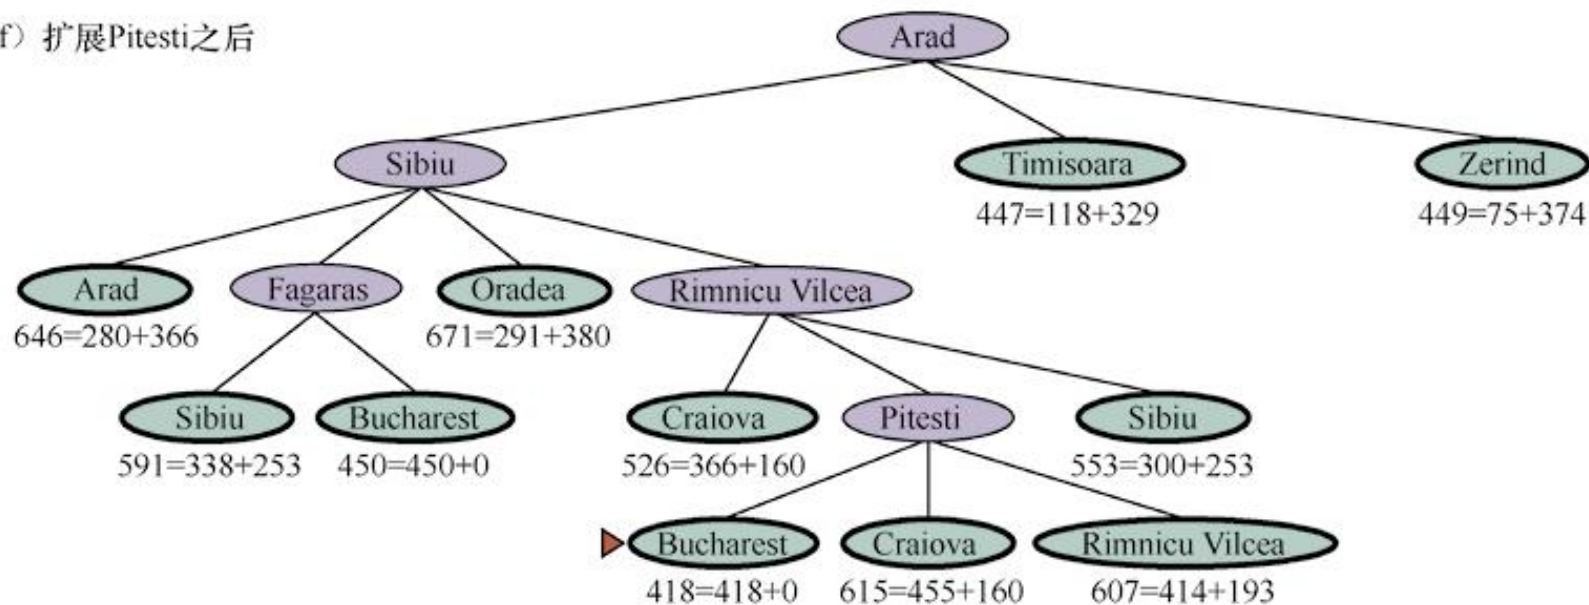 f）扩展Pitesti之后
Arad
Sibiu
Timisoara
Zerind
447=118+329
449=75+374
Arad
Fagaras
Oradea
Rimnicu Vilcea
646=280+366
671=291+380
Sibiu
Bucharest
Craiova
Pitesti
Sibiu
591=338+253
450=450+0
526=366+160
553=300+253
Bucharest
Craiova
Rimnicu Vilcea
418=418+0
615=455+160
607=414+193